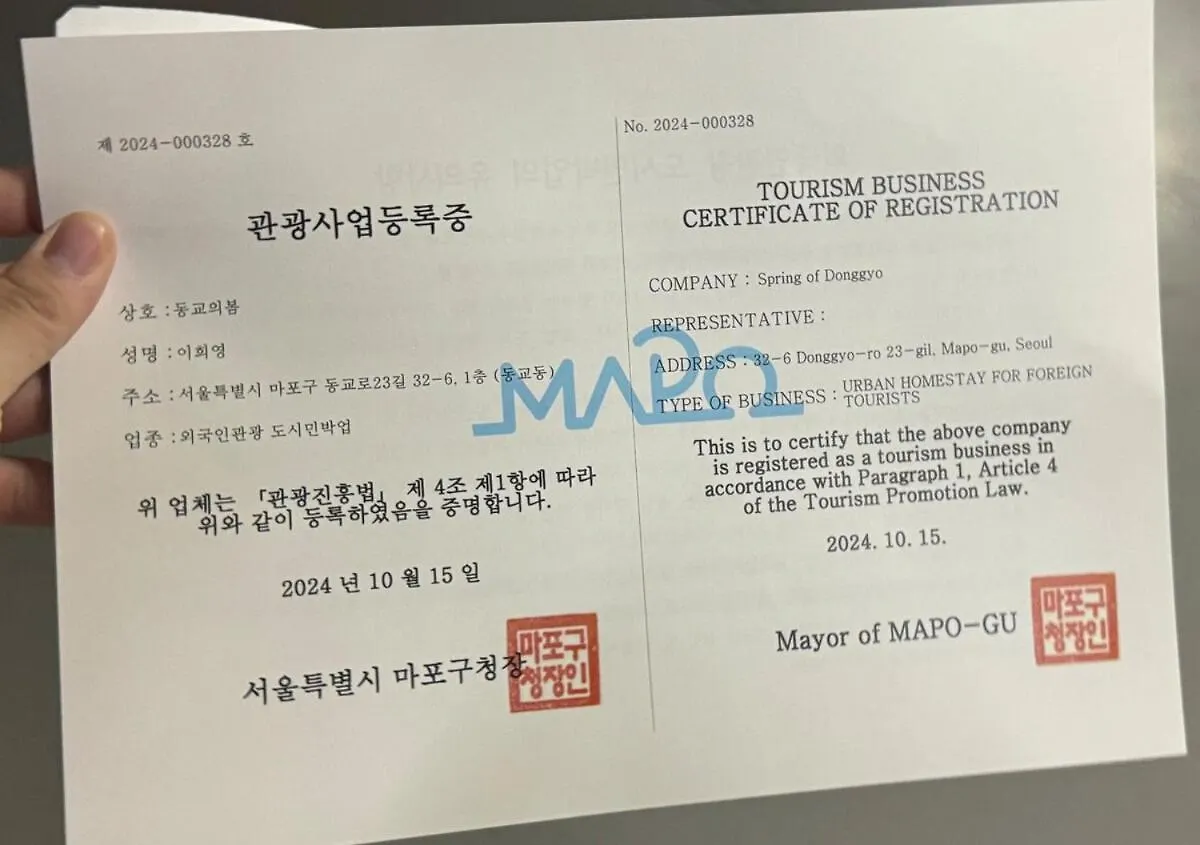 제 2024-000328 호
관광사업등록증
상호 : 동교의봄
성명 : 이희영
주소 : 서울특별시 마포구 동교로23길 32-6, 1층 (동교동)
업종 : 외국인관광 도시민박업
위 업체는 「관광진흥법」 제 4조 제1항에 따라
위와 같이 등록하였음을 증명합니다.
2024 년 10 월 15 일
서울특별시 마포구청장
마포구
청장인
No. 2024-000328
TOURISM BUSINESS
CERTIFICATE OF REGISTRATION
COMPANY : Spring of Donggyo
REPRESENTATIVE :
ADDRESS : 32-6 Donggyo-ro 23-gil, Mapo-gu, Seoul
TYPE OF BUSINESS : URBAN HOMESTAY FOR FOREIGN
TOURISTS
This is to certify that the above company
is registered as a tourism business in
accordance with Paragraph 1, Article 4
of the Tourism Promotion Law.
2024. 10. 15.
Mayor of MAPO-GU
마포구
청장인
MAPO